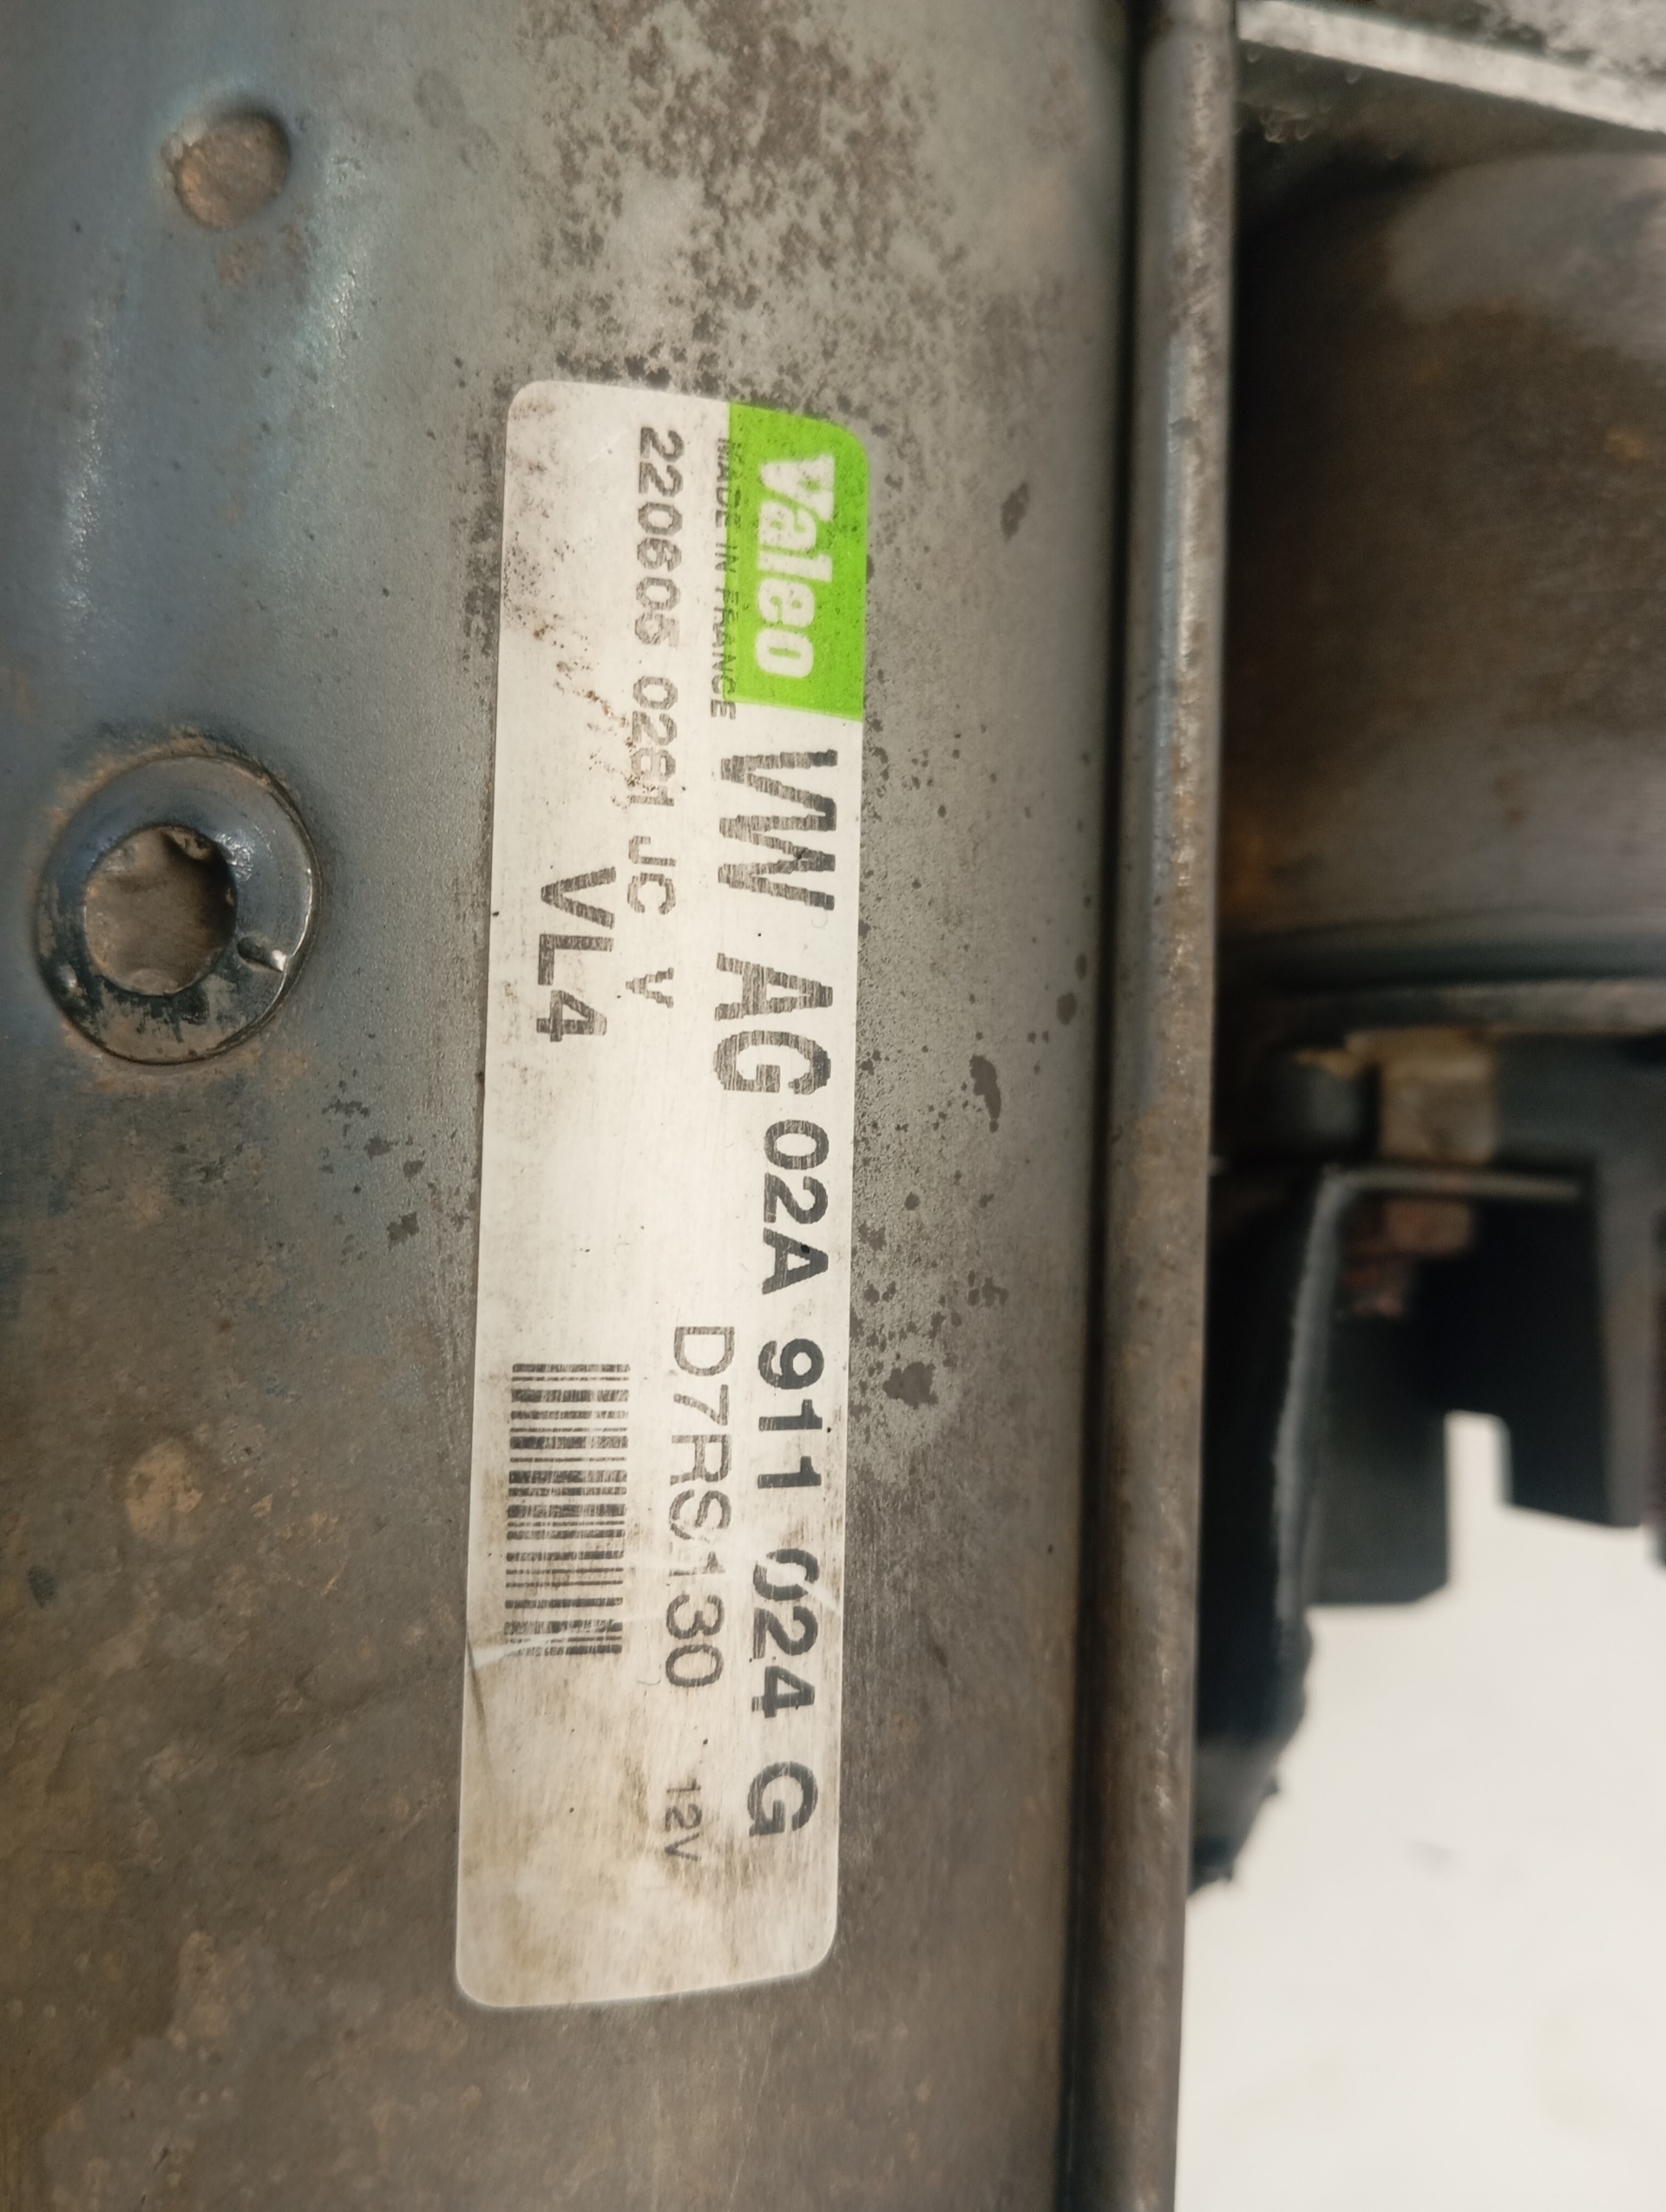 Valeo VW AG 02A 911 024 G
MADE IN FRANCE
D7RS130 12V
220605 0281 JC V
VL4